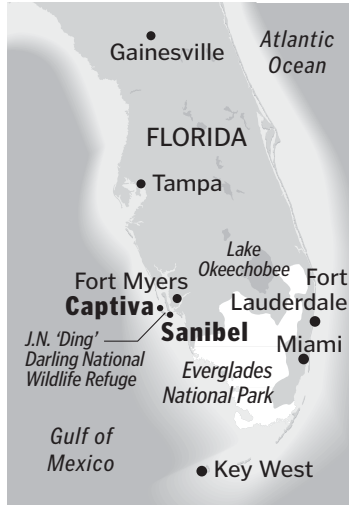 Gainesville
Atlantic
Ocean
FLORIDA
Tampa
Lake
Okeechobee
Fort Myers
Fort
Lauderdale
Captiva
Sanibel
J.N. ‘Ding’
Darling National
Wildlife Refuge
Miami
Everglades
National Park
Gulf of
Mexico
Key West